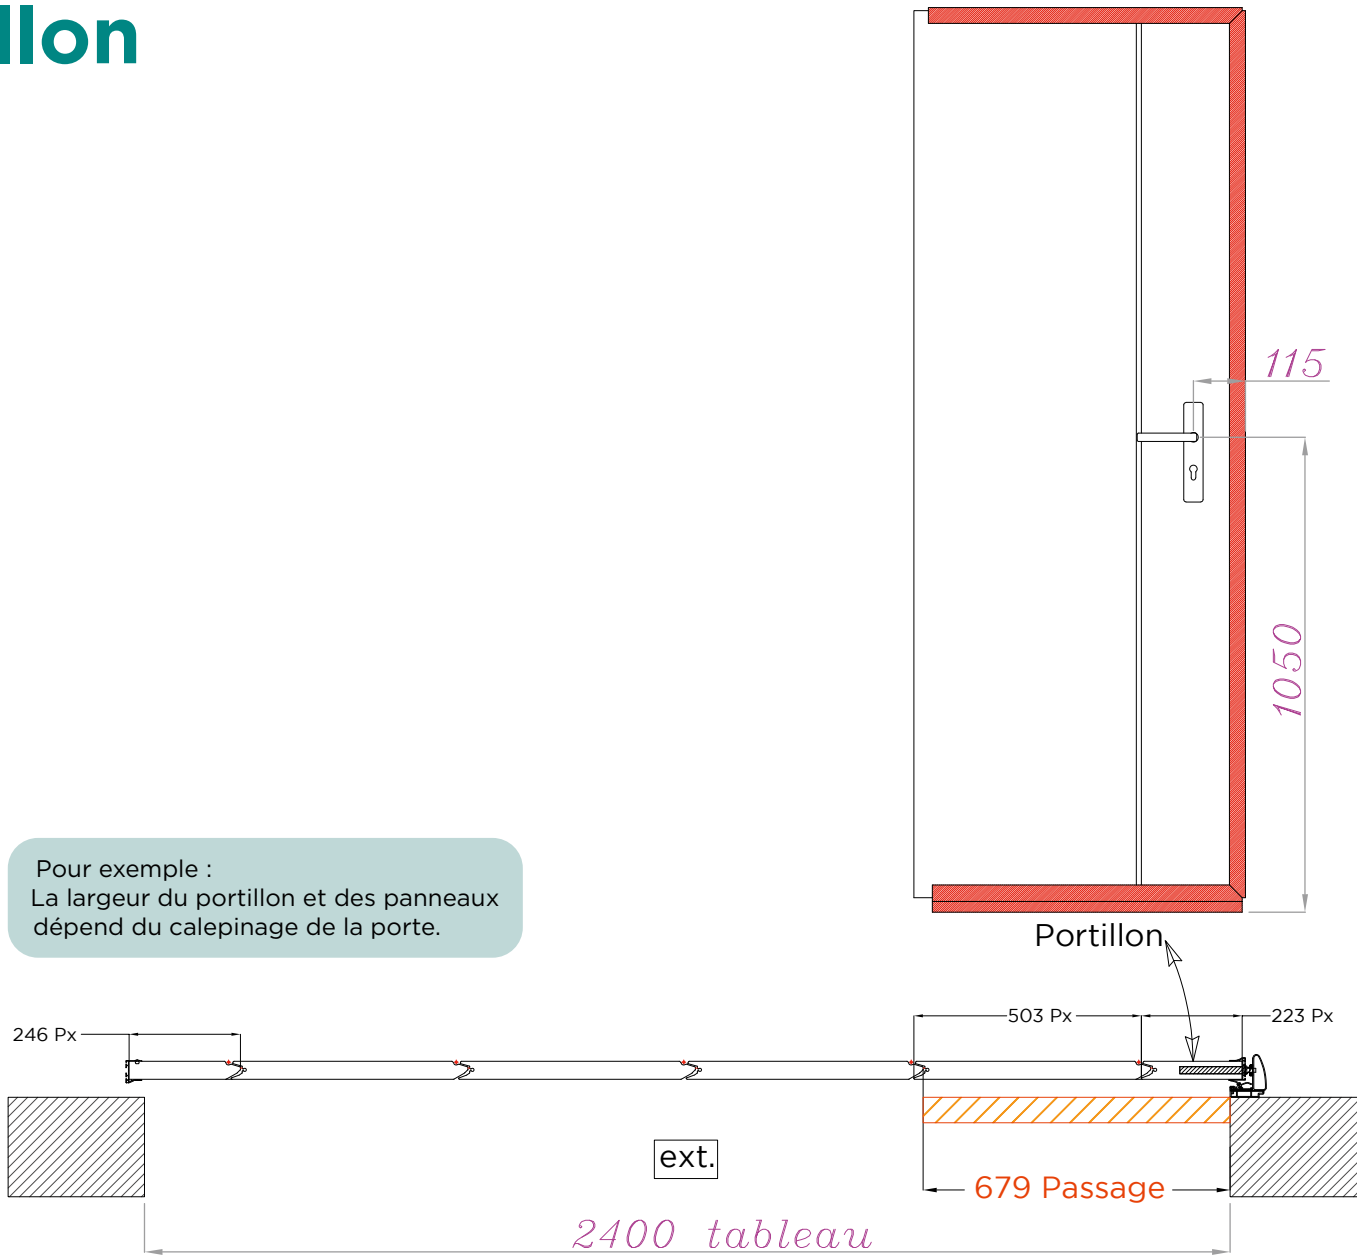 llon
115
1050
Pour exemple :
La largeur du portillon et des panneaux
dépend du calepinage de la porte.
Portillon
246 Px
503 Px
223 Px
ext.
679 Passage
2400 tableau